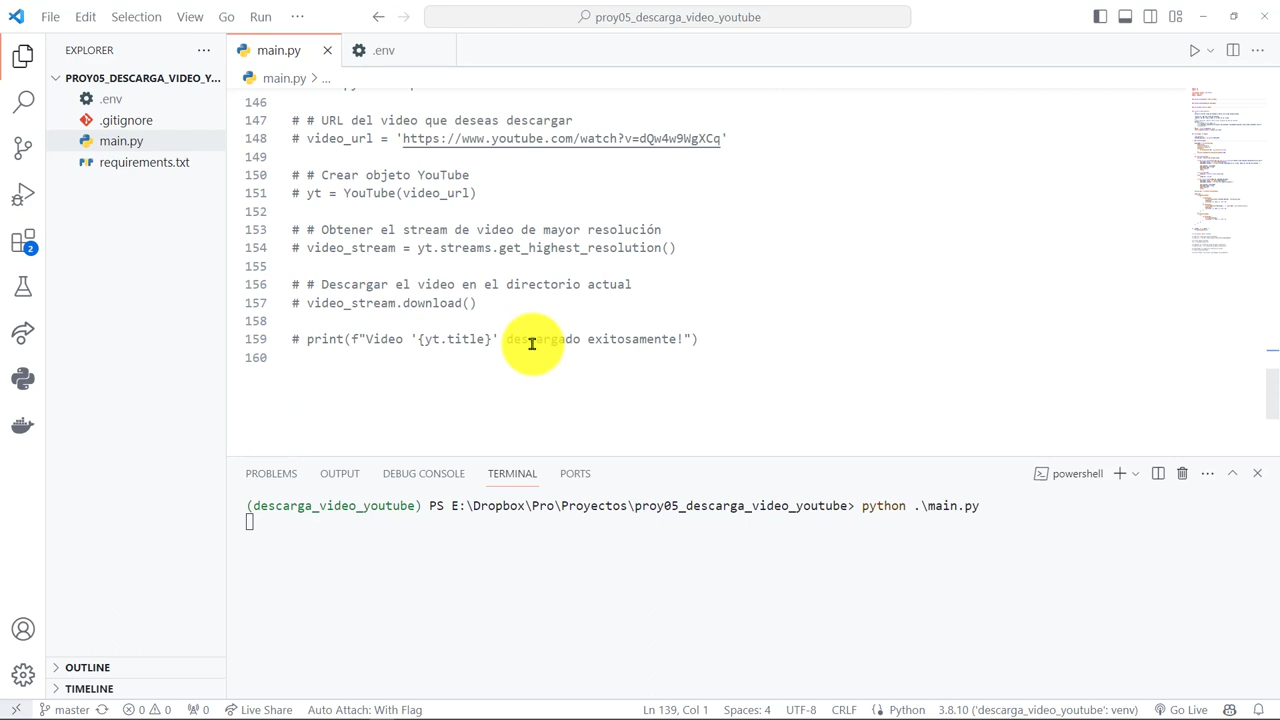 File Edit Selection View Go Run ··· proy05_descarga_video_youtube
EXPLORER ···
main.py .env
PROY05_DESCARGA_VIDEO_Y...
main.py > ...
.env
.gitignore
main.py
requirements.txt
146
147 # # URL del video que deseas descargar
148 # video_url =
149
150 # # Crear objeto YouTube
151 # yt = YouTube(video_url)
152
153 # # Obtener el stream de video de mayor resolución
154 # video_stream = yt.streams.get_highest_resolution()
155
156 # # Descargar el video en el directorio actual
157 # video_stream.download()
158
159 # print(f"Video '{yt.title}' descargado exitosamente!")
160
2
PROBLEMS OUTPUT DEBUG CONSOLE TERMINAL PORTS powershell
(descarga_video_youtube) PS E:\Dropbox\Pro\Proyectos\proy05_descarga_video_youtube> python .\main.py
OUTLINE
TIMELINE
master 0 0 0 Live Share Auto Attach: With Flag Ln 139, Col 1 Spaces: 4 UTF-8 CRLF Python 3.8.10 ('descarga_video_youtube': venv) Go Live